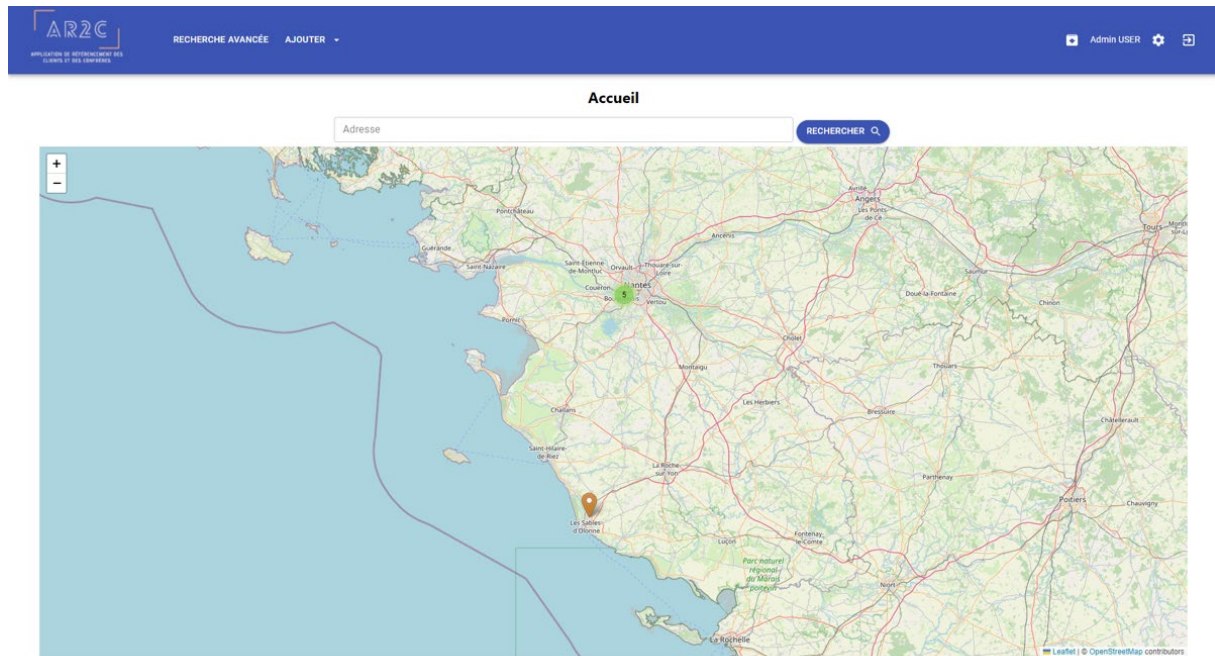 AR2C
APPLICATION DE RÉFÉRENCEMENT DES
CLIENTS ET DES CONFRÈRES
RECHERCHE AVANCÉE AJOUTER
Admin USER
Accueil
Adresse
RECHERCHER
+
−
Avrillé
Angers
Les Ponts-
de-Cé
Pontchâteau
Ancenis
Tours
Guérande
Saint-Nazaire
Saint-Étienne-
de-Montluc
Orvault
Thouaré-sur-
Loire
Saumur
Couëron
Nantes
5
Vertou
Doué-la-Fontaine
Chinon
Pornic
Cholet
Montaigu
Thouars
Les Herbiers
Bressuire
Challans
Châtellerault
Saint-Hilaire-
de-Riez
La Roche-
sur-Yon
Parthenay
Poitiers
Chauvigny
Les Sables-
d'Olonne
Luçon
Fontenay-
le-Comte
Parc naturel
régional
du Marais
poitevin
Niort
La Rochelle
Leaflet | © OpenStreetMap contributors